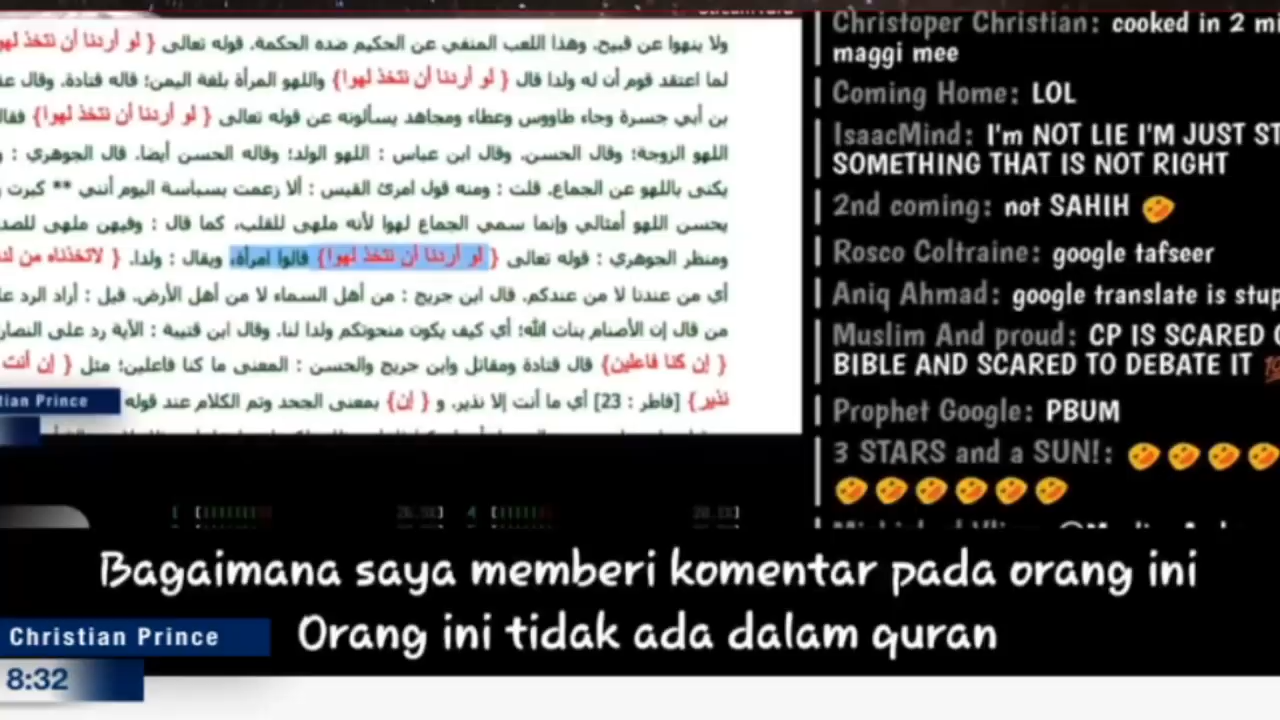 ولا ينهوا عن قبيح. وهذا اللعب المنفي عن الحكيم ضده الحكمة. قوله تعالى { لو أردنا أن نتخذ لهوا
لما اعتقد قوم أن له ولدا قال { لو أردنا أن نتخذ لهوا} واللهو المرأة بلغة اليمن؛ قاله قتادة. وقال
بن أبي جسرة وجاء طاووس وعطاء ومجاهد يسألونه عن قوله تعالى { لو أردنا أن نتخذ لهوا} فقال
اللهو الزوجة؛ وقال الحسن. وقال ابن عباس : اللهو الولد؛ وقاله الحسن أيضا. قال الجوهري :
يكنى باللهو عن الجماع. قلت : ومنه قول امرئ القيس : ألا زعمت بسباسة اليوم أنني ** كبرت
يحسن اللهو أمثالي وإنما سمي الجماع لهوا لأنه ملهى للقلب، كما قال : وفيهن ملهى
ومنظر الجوهري : قوله تعالى { لو أردنا أن نتخذ لهوا} قالوا امرأة، ويقال : ولدا. { لاتخذناه من
أي من عندنا لا من عندكم. قال ابن جريج : من أهل السماء لا من أهل الأرض. قيل : أراد الرد
من قال إن الأصنام بنات الله؛ أي كيف يكون منحوتكم ولدا لنا. وقال ابن قتيبة : الآية رد على
{ إن كنا فاعلين} قال قتادة ومقاتل وابن جريج والحسن : المعنى ما كنا فاعلين؛ مثل { إن أنت
نذير} [فاطر : 23] أي ما أنت إلا نذير. و { إن} بمعنى الجحد وتم الكلام عند قوله
tian Prince
Christoper Christian: cooked in 2 mi
maggi mee
Coming Home: LOL
IsaacMind: I'm NOT LIE I'M JUST ST
SOMETHING THAT IS NOT RIGHT
2nd coming: not SAHIH
Rosco Coltraine: google tafseer
Aniq Ahmad: google translate is stup
Muslim And proud: CP IS SCARED O
BIBLE AND SCARED TO DEBATE IT
Prophet Google: PBUM
3 STARS and a SUN!:
Bagaimana saya memberi komentar pada orang ini
Orang ini tidak ada dalam quran
Christian Prince
8:32